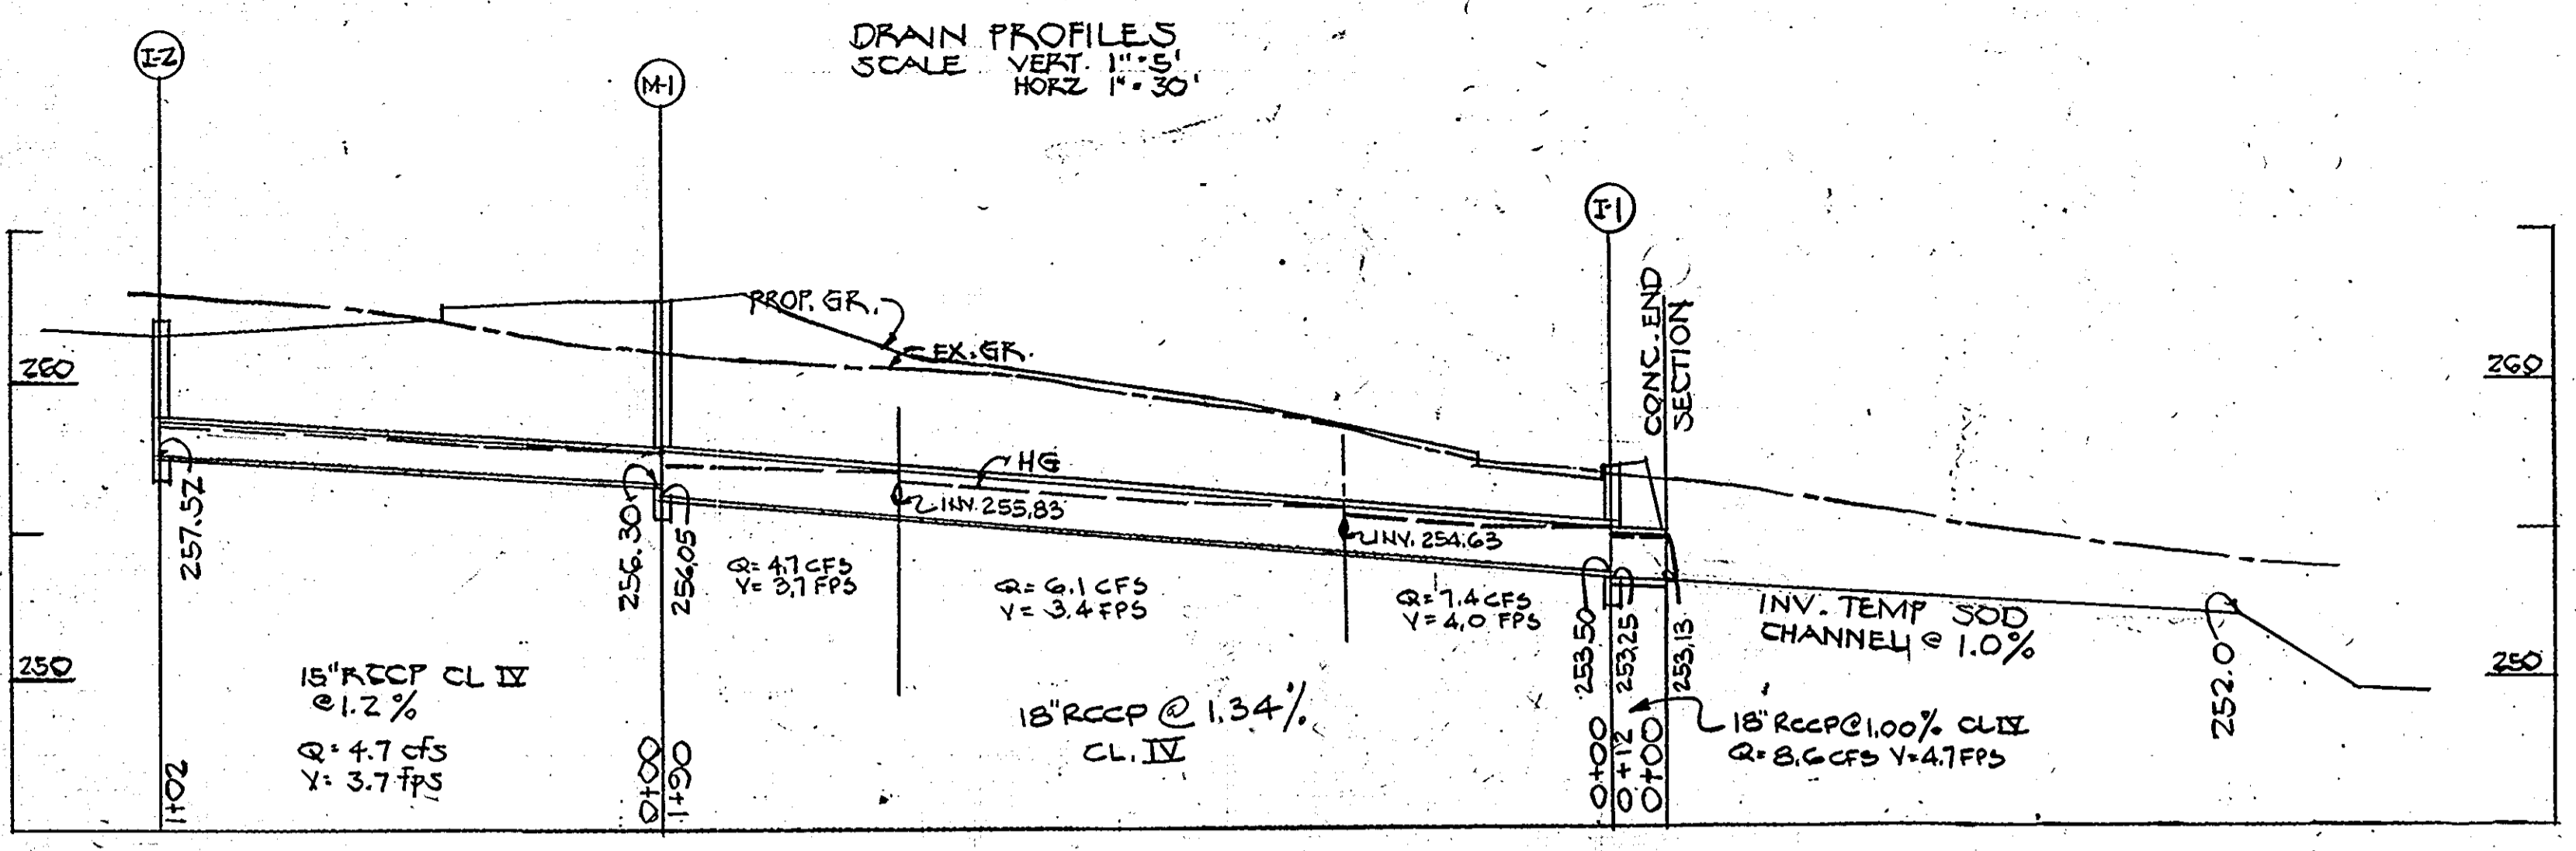 DRAIN PROFILES
SCALE VERT. 1"=5'
HORZ 1"=30'
I-2
M-1
I-1
PROP. GR.
EX. GR.
CONC. END
SECTION
260
260
HG
INV. 255.83
INV. 254.63
257.52
256.30
256.05
Q= 4.7 CFS
V= 3.7 FPS
Q= 6.1 CFS
V= 3.4 FPS
Q= 7.4 CFS
V= 4.0 FPS
253.50
253.25
253.13
INV. TEMP SOD
CHANNEL @ 1.0%
252.0
250
250
15" RCCP CL IV
@ 1.2%
Q= 4.7 cfs
V= 3.7 fps
18" RCCP @ 1.34%
CL. IV
18" RCCP @ 1.00% CL IV
Q= 8.6 CFS V= 4.7 FPS
1+02
0+00
1+90
0+00
0+12
0+00